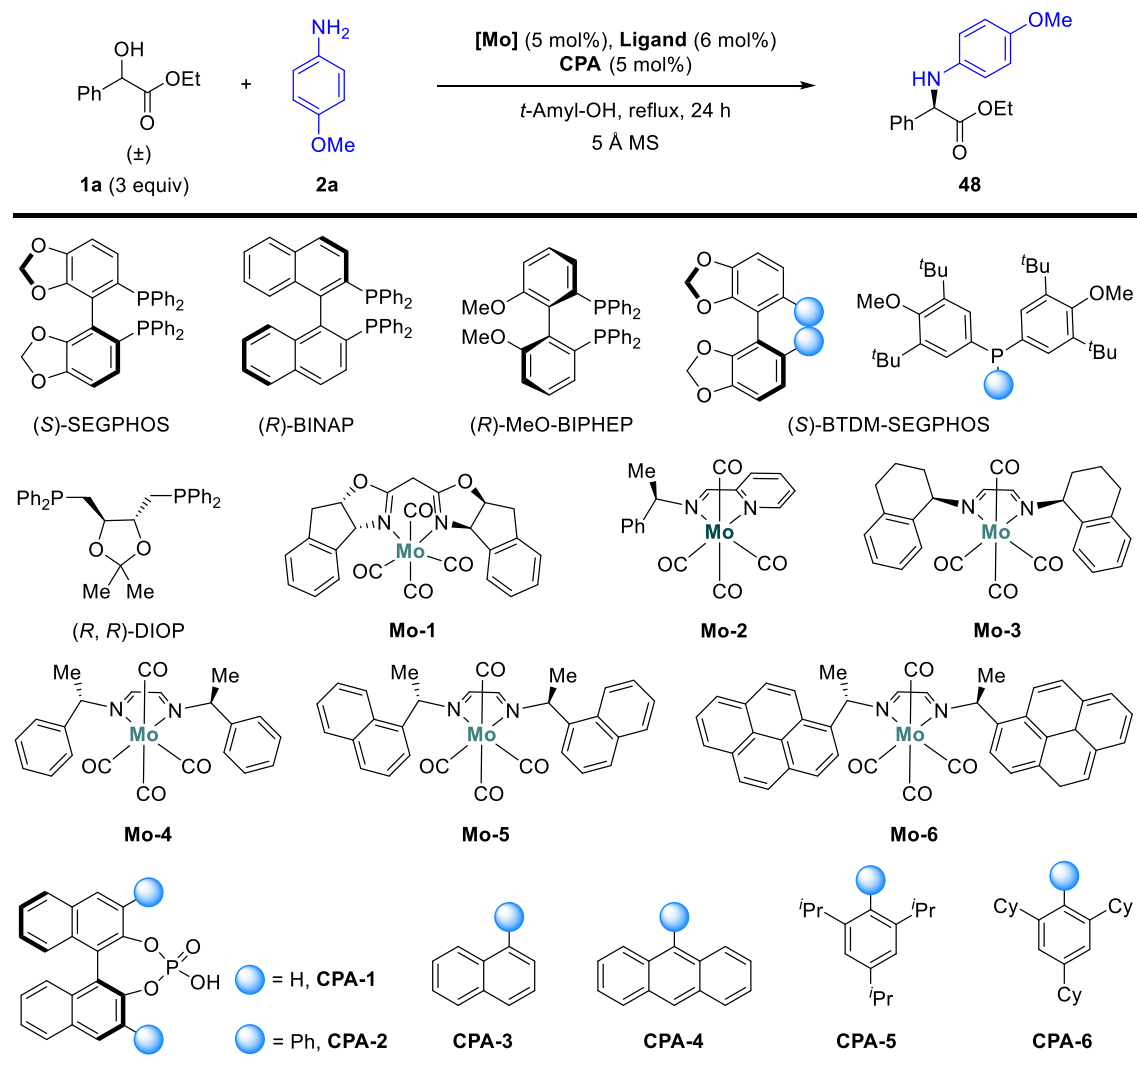 OH
Ph
OEt
O
(±)
1a (3 equiv)
+
NH2
OMe
2a
[Mo] (5 mol%), Ligand (6 mol%)
CPA (5 mol%)
t-Amyl-OH, reflux, 24 h
5 Å MS
OMe
HN
Ph
OEt
O
48
O
O
PPh2
PPh2
O
O
(S)-SEGPHOS
PPh2
PPh2
(R)-BINAP
MeO
PPh2
MeO
PPh2
(R)-MeO-BIPHEP
O
O
O
O
tBu
MeO
tBu
P
tBu
OMe
tBu
(S)-BTDM-SEGPHOS
Ph2P
PPh2
O
O
Me Me
(R, R)-DIOP
O
O
N
N
CO
Mo
OC
CO
CO
Mo-1
Me
Ph
N
N
CO
Mo
OC
CO
CO
Mo-2
CO
N
N
Mo
OC
CO
CO
Mo-3
Me
CO
Me
N
N
Mo
OC
CO
CO
Mo-4
Me
CO
Me
N
N
Mo
OC
CO
CO
Mo-5
Me
CO
Me
N
N
Mo
OC
CO
CO
Mo-6
O
O
P
O
OH
= H, CPA-1
= Ph, CPA-2
CPA-3
CPA-4
iPr
iPr
iPr
CPA-5
Cy
Cy
Cy
CPA-6